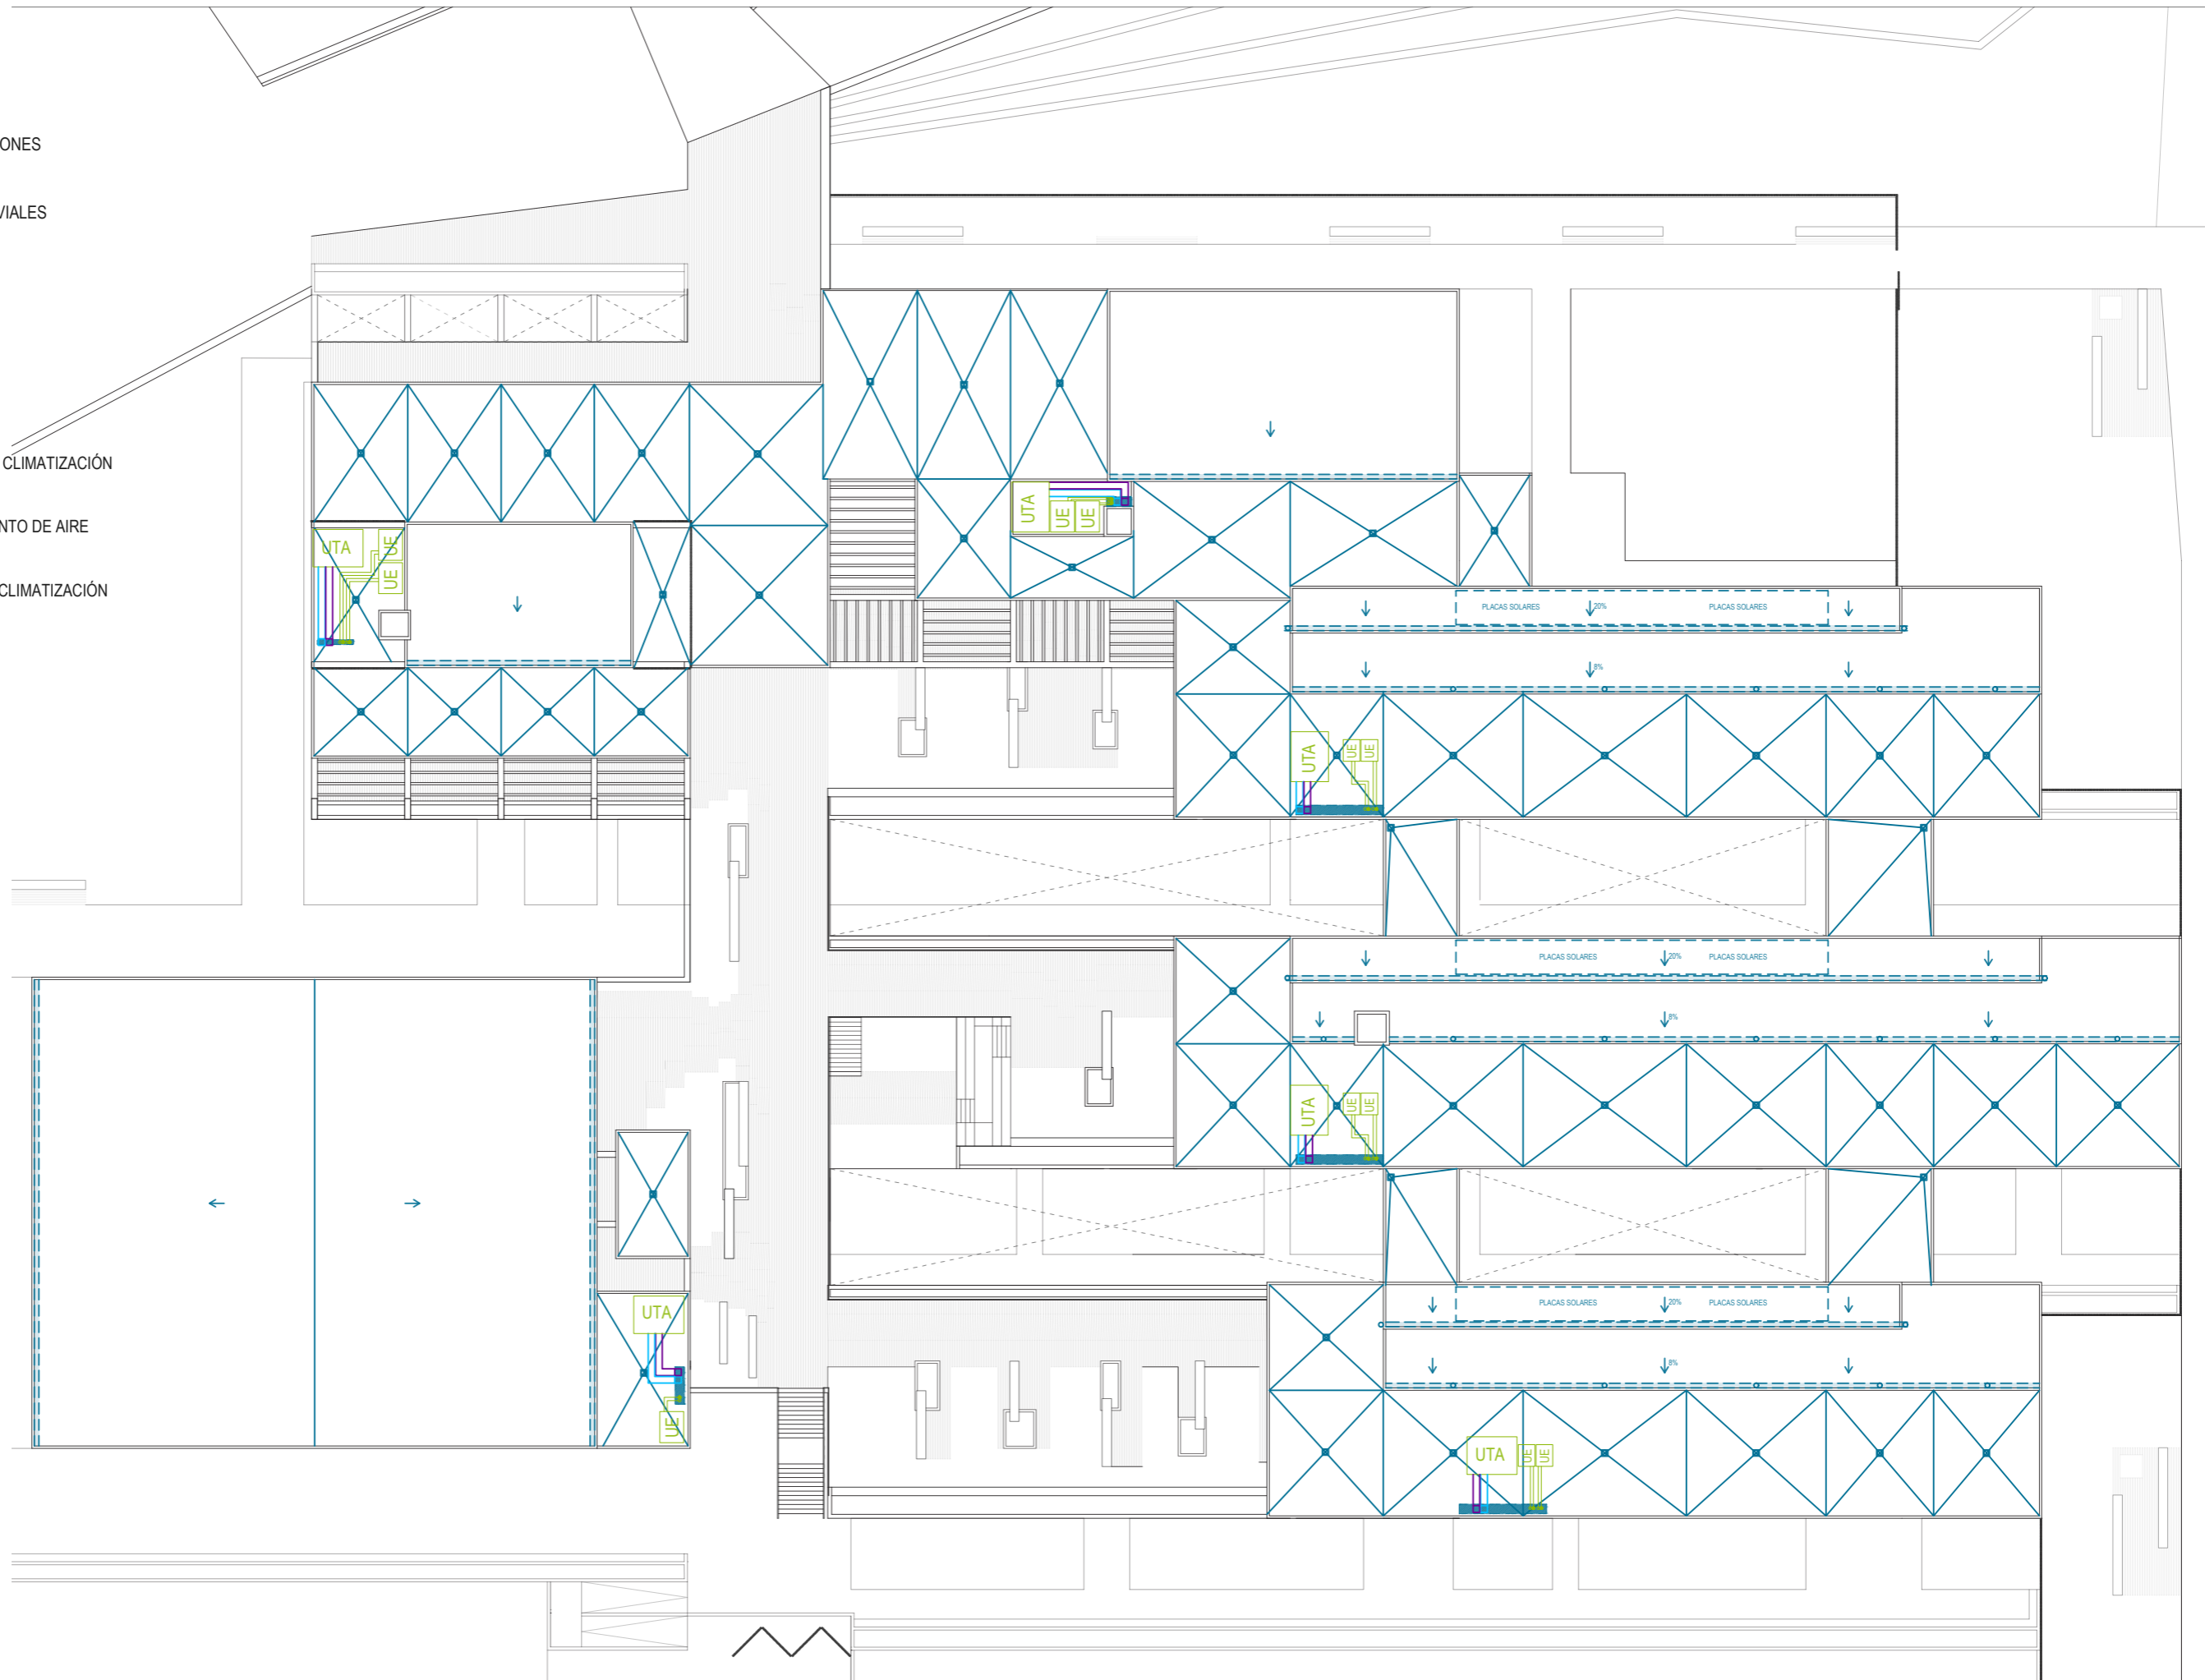 ONES
VIALES
CLIMATIZACIÓN
NTO DE AIRE
CLIMATIZACIÓN
UTA
UE
UE
UTA
UE
UE
PLACAS SOLARES
20%
PLACAS SOLARES
8%
UTA
UE
UE
PLACAS SOLARES
20%
PLACAS SOLARES
8%
UTA
UE
UE
PLACAS SOLARES
20%
PLACAS SOLARES
8%
UTA
UE
UTA
UE
UE